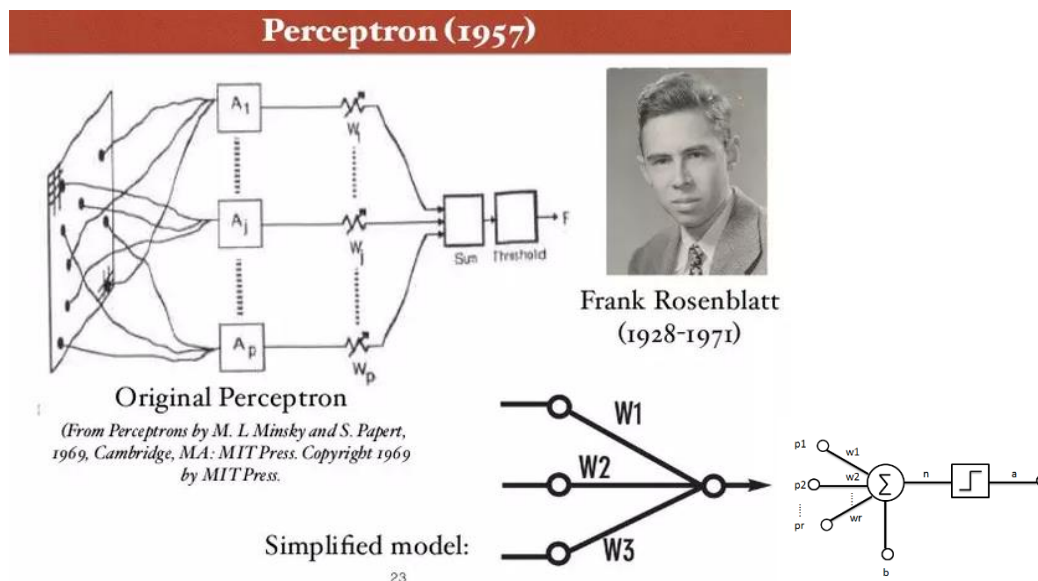 Perceptron (1957)
A1
W1
Aj
Wj
Sum
Threshold
F
Ap
Wp
Frank Rosenblatt
(1928-1971)
Original Perceptron
(From Perceptrons by M. L Minsky and S. Papert,
1969, Cambridge, MA: MIT Press. Copyright 1969
by MIT Press.
W1
W2
W3
Simplified model:
23
p1
w1
p2
w2
pr
wr
Σ
n
a
b